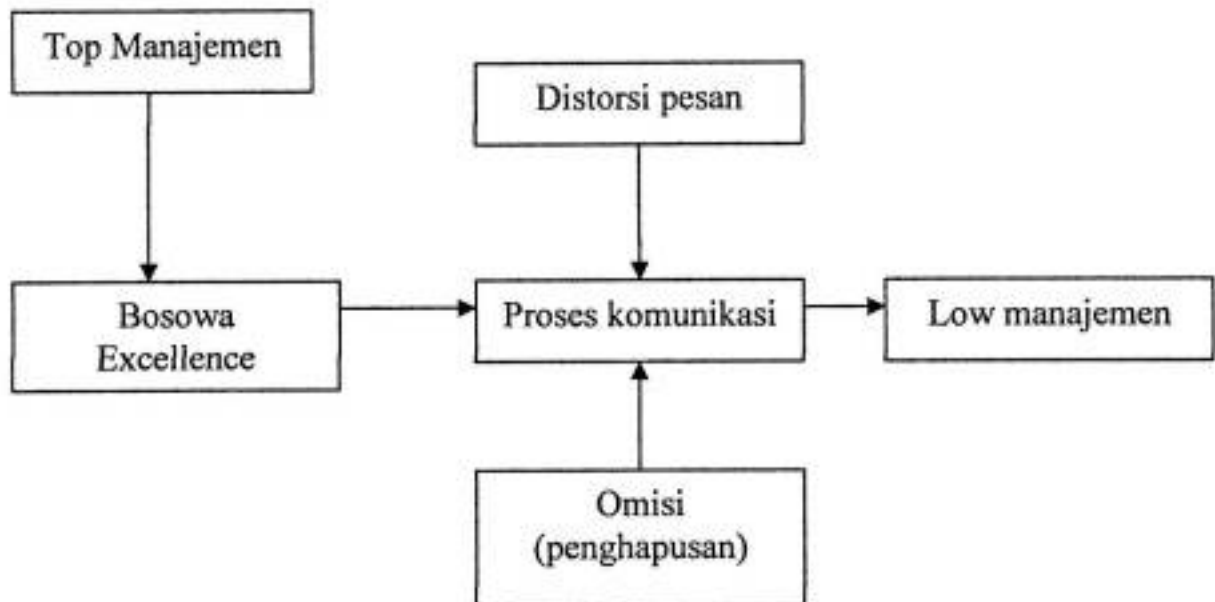 Top Manajemen
Distorsi pesan
Bosowa
Excellence
Proses komunikasi
Low manajemen
Omisi
(penghapusan)